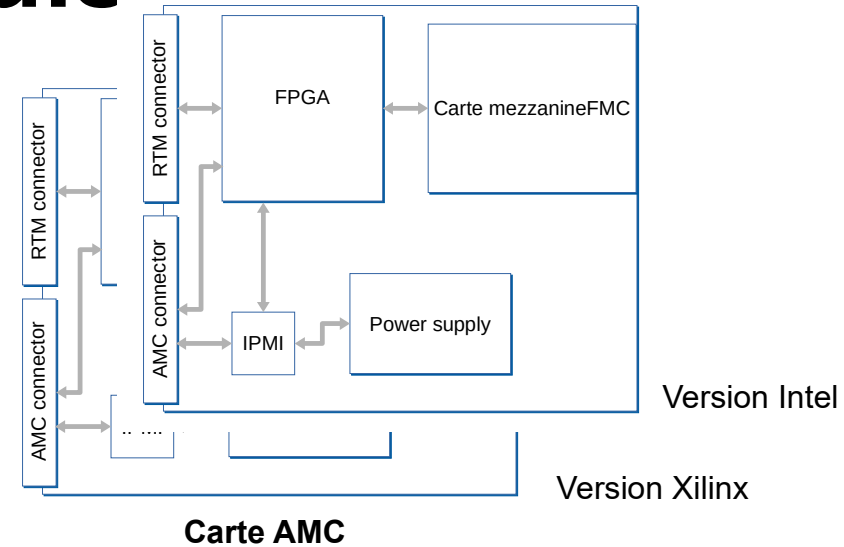 RTM connector
FPGA
Carte mezzanineFMC
AMC connector
IPMI
Power supply
Version Intel
RTM connector
AMC connector
Version Xilinx
Carte AMC